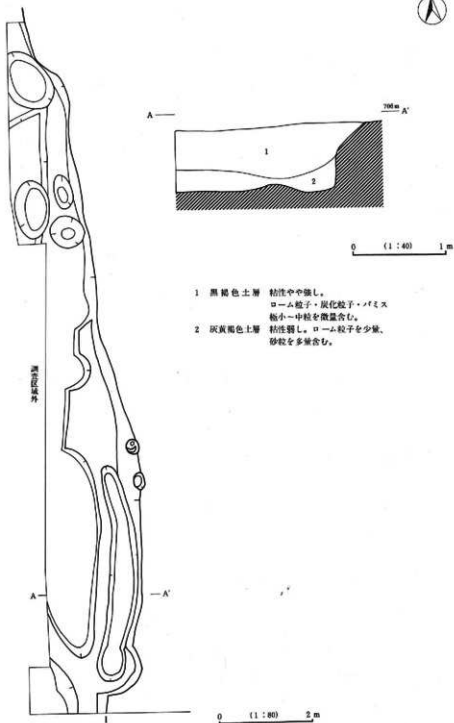 A
706m
A'
1
2
0 (1:40) 1m
1 黒褐色土層 粘性やや強し。
ローム粒子・炭化粒子・パミス
極小～中粒を微量含む。
2 灰黄褐色土層 粘性弱し。ローム粒子を少量、
砂粒を多量含む。
調査区域外
A
A'
0 (1:80) 2m